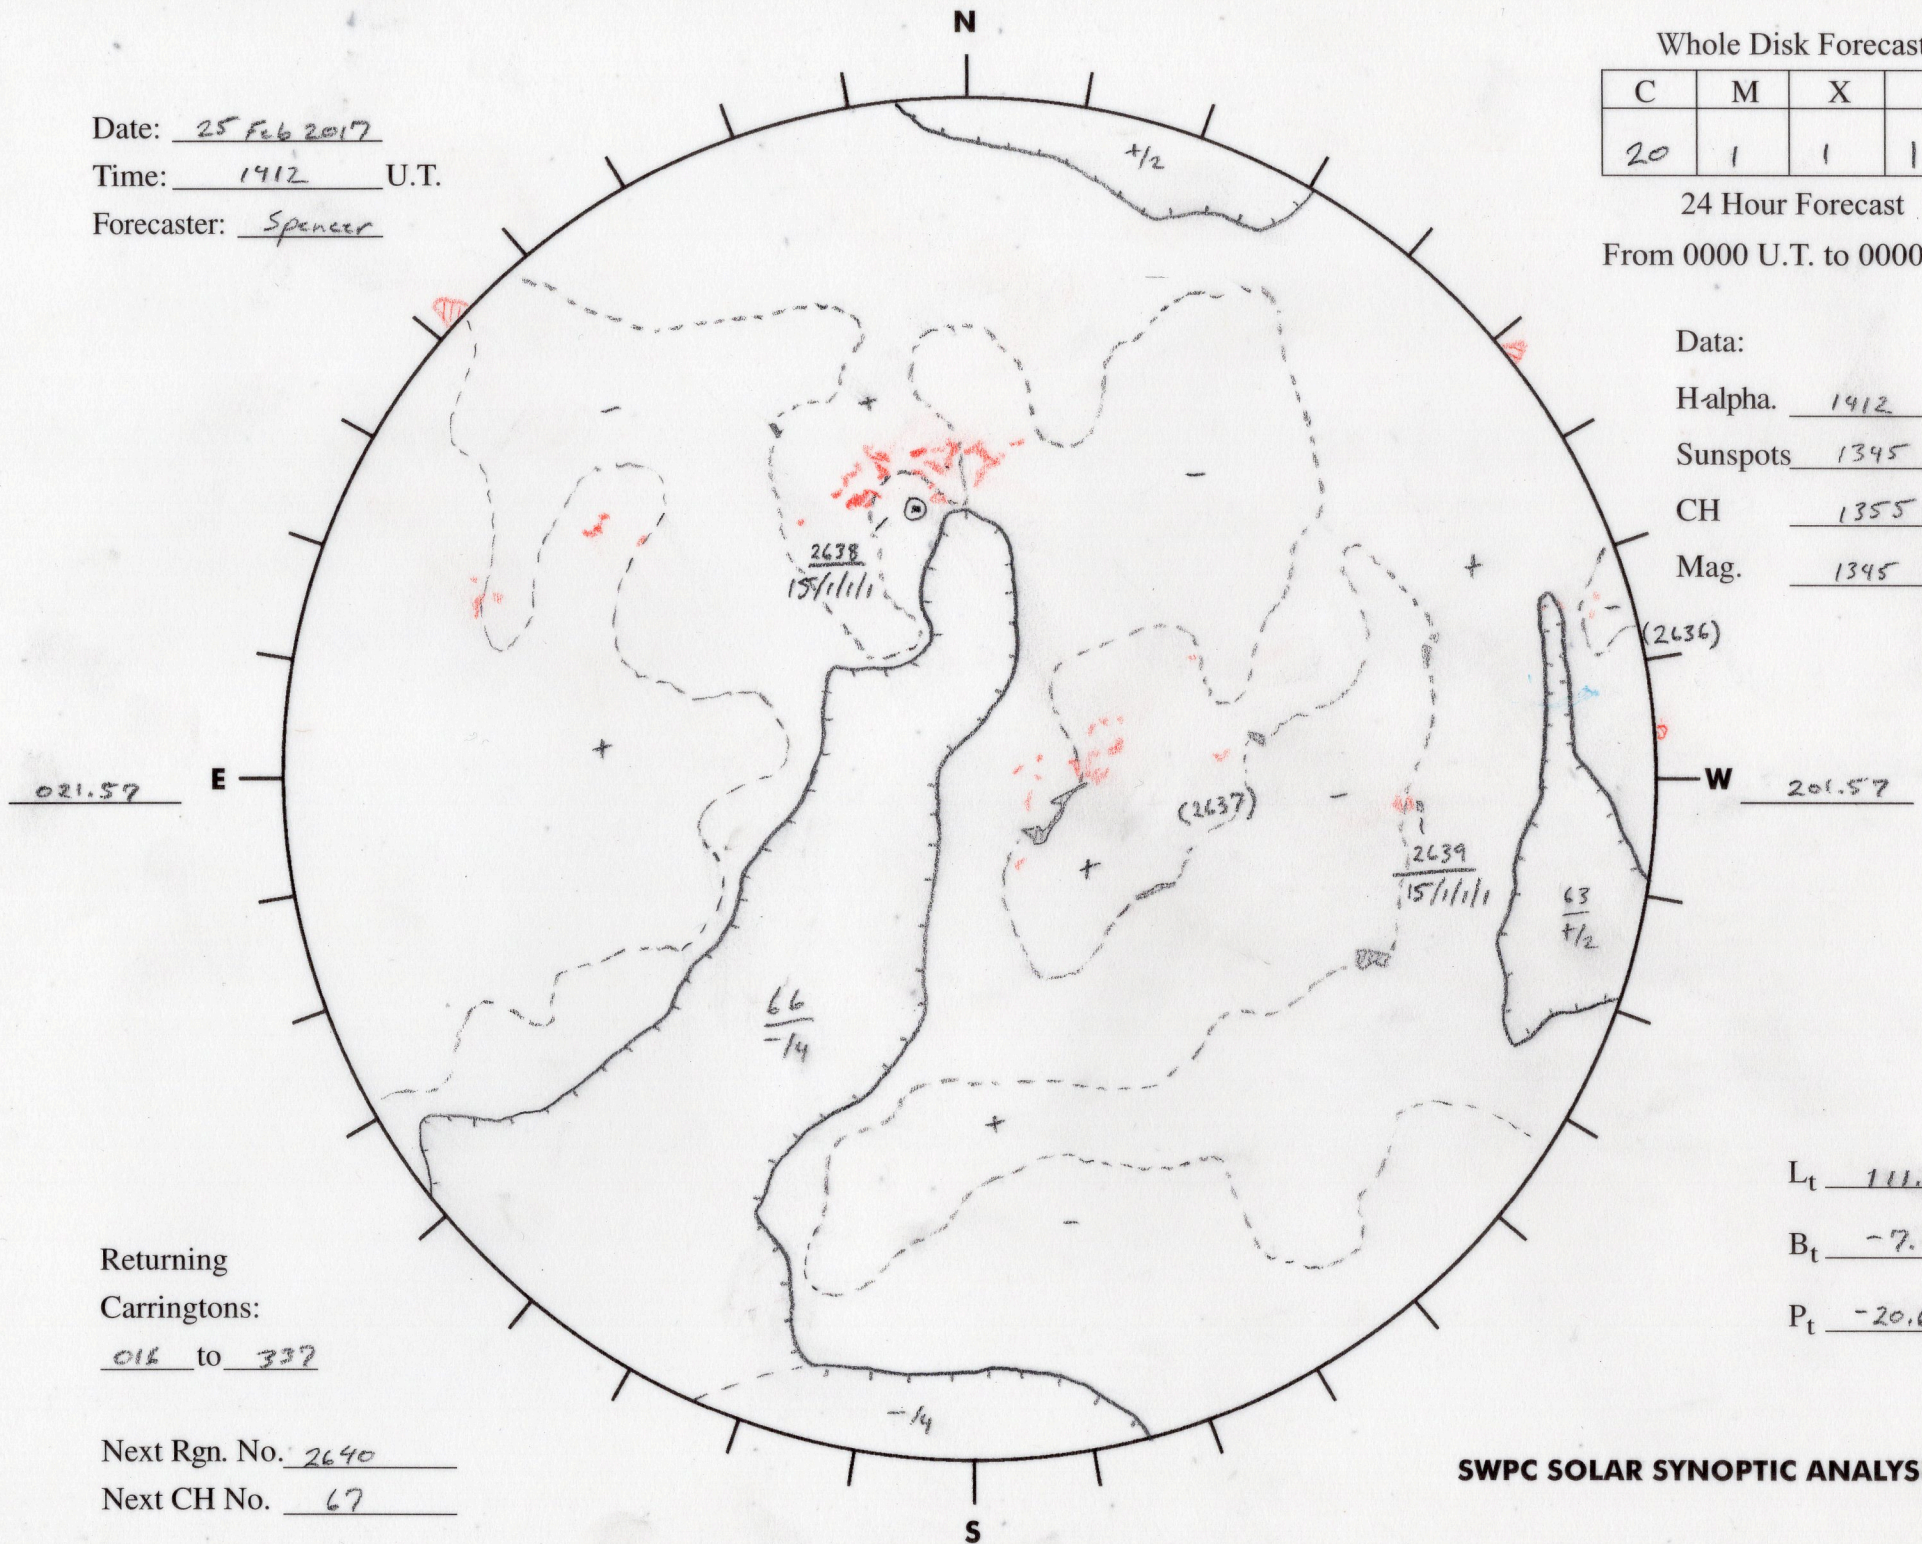 N
Whole Disk Forecast
C M X
20 1 1 1
24 Hour Forecast
From 0000 U.T. to 0000
Date: 25 Feb 2017
Time: 1412 U.T.
Forecaster: Spencer
+/2
Data:
H-alpha. 1412
Sunspots 1345
CH 1355
Mag. 1345
-
+
-
-
+
-
2638
15/1/1/1
(2636)
+
021.57 E
W 201.57
(2637)
-
+
2639
15/1/1/1
63
+/2
66
-/4
+
-
Lt 111.
Bt -7.
Pt -20.
Returning
Carringtons:
016 to 337
-/4
Next Rgn. No. 2640
Next CH No. 67
SWPC SOLAR SYNOPTIC ANALYS
S